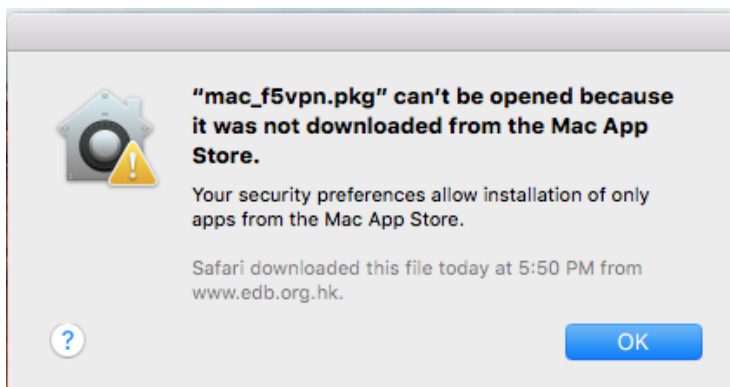 “mac_f5vpn.pkg” can’t be opened because
it was not downloaded from the Mac App
Store.
Your security preferences allow installation of only
apps from the Mac App Store.
Safari downloaded this file today at 5:50 PM from
www.edb.org.hk.
?
OK